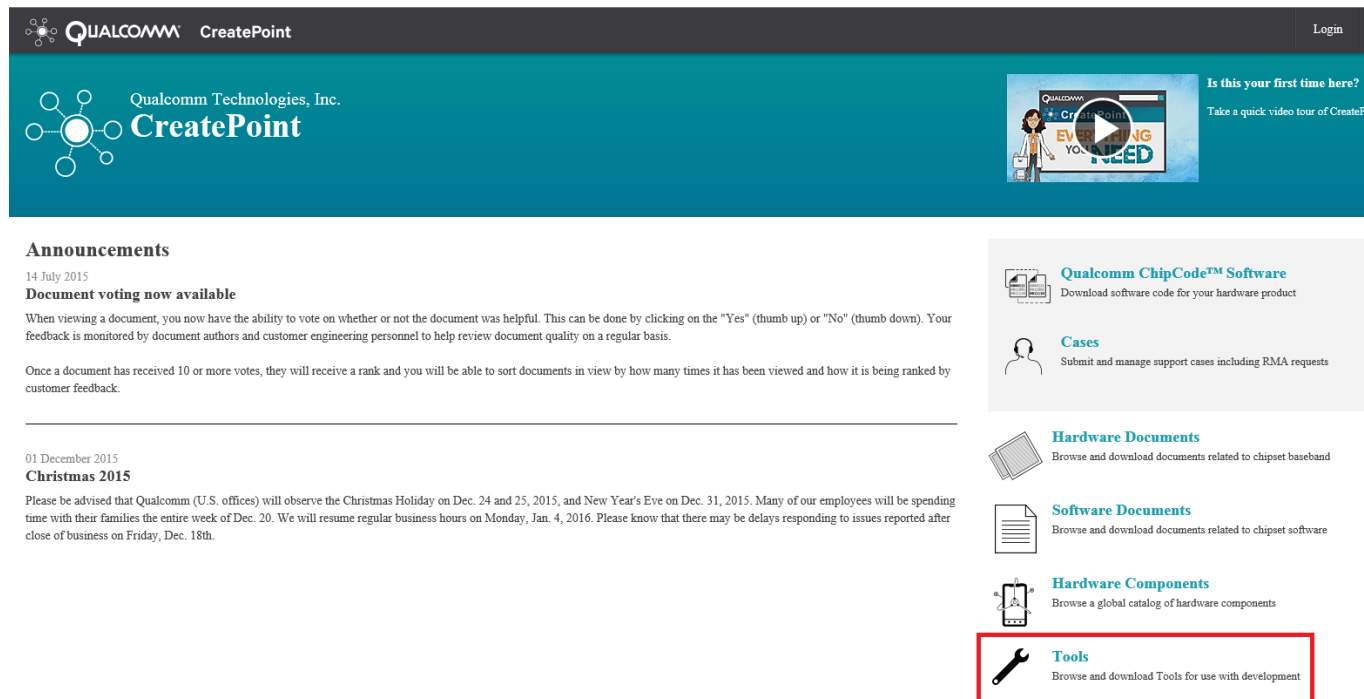 QUALCOMM CreatePoint
Login
Qualcomm Technologies, Inc.
CreatePoint
QUALCOMM
CreatePoint
EVERYTHING
YOU NEED
Is this your first time here?
Take a quick video tour of CreateP
Announcements
14 July 2015
Document voting now available
When viewing a document, you now have the ability to vote on whether or not the document was helpful. This can be done by clicking on the "Yes" (thumb up) or "No" (thumb down). Your
feedback is monitored by document authors and customer engineering personnel to help review document quality on a regular basis.
Once a document has received 10 or more votes, they will receive a rank and you will be able to sort documents in view by how many times it has been viewed and how it is being ranked by
customer feedback.
01 December 2015
Christmas 2015
Please be advised that Qualcomm (U.S. offices) will observe the Christmas Holiday on Dec. 24 and 25, 2015, and New Year's Eve on Dec. 31, 2015. Many of our employees will be spending
time with their families the entire week of Dec. 20. We will resume regular business hours on Monday, Jan. 4, 2016. Please know that there may be delays responding to issues reported after
close of business on Friday, Dec. 18th.
Qualcomm ChipCode™ Software
Download software code for your hardware product
Cases
Submit and manage support cases including RMA requests
Hardware Documents
Browse and download documents related to chipset baseband
Software Documents
Browse and download documents related to chipset software
Hardware Components
Browse a global catalog of hardware components
Tools
Browse and download Tools for use with development